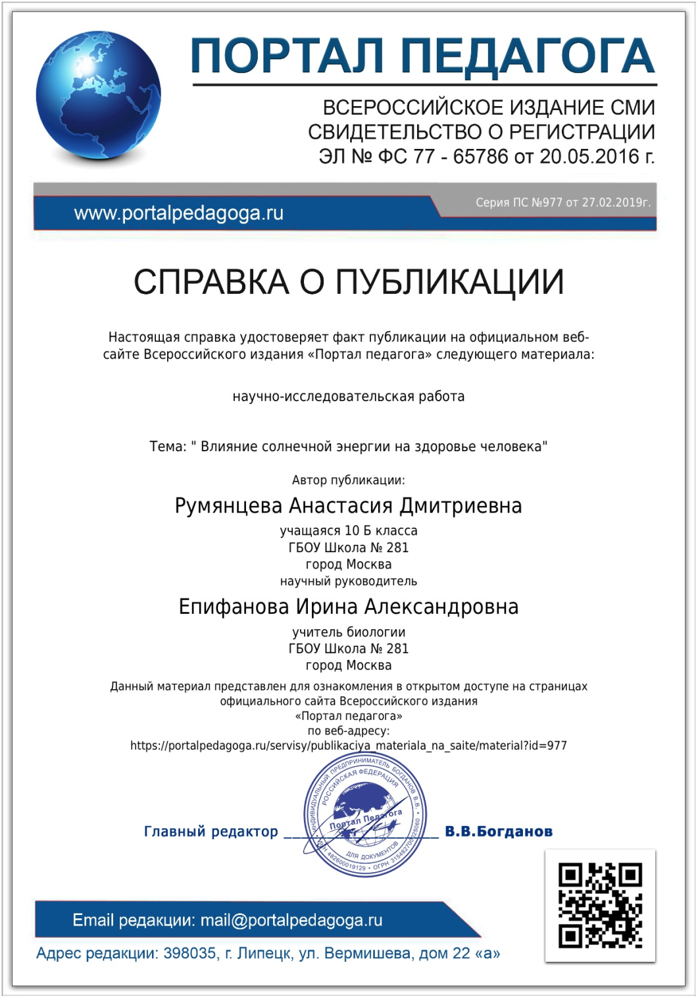 ПОРТАЛ ПЕДАГОГА
ВСЕРОССИЙСКОЕ ИЗДАНИЕ СМИ
СВИДЕТЕЛЬСТВО О РЕГИСТРАЦИИ
ЭЛ № ФС 77 - 65786 от 20.05.2016 г.
Серия ПС №977 от 27.02.2019г.
www.portalpedagoga.ru
СПРАВКА О ПУБЛИКАЦИИ
Настоящая справка удостоверяет факт публикации на официальном веб-
сайте Всероссийского издания «Портал педагога» следующего материала:
научно-исследовательская работа
Тема: " Влияние солнечной энергии на здоровье человека"
Автор публикации:
Румянцева Анастасия Дмитриевна
учащаяся 10 Б класса
ГБОУ Школа № 281
город Москва
научный руководитель
Епифанова Ирина Александровна
учитель биологии
ГБОУ Школа № 281
город Москва
Данный материал представлен для ознакомления в открытом доступе на страницах
официального сайта Всероссийского издания
«Портал педагога»
по веб-адресу:
https://portalpedagoga.ru/servisy/publikaciya_materiala_na_saite/material?id=977
ИНДИВИДУАЛЬНЫЙ ПРЕДПРИНИМАТЕЛЬ БОГДАНОВ В.В.
РОССИЙСКАЯ ФЕДЕРАЦИЯ
Портал Педагога
ДЛЯ ДОКУМЕНТОВ
ИНН 482600019129 • ОГРН 315482700025060
Главный редактор ____________________ В.В.Богданов
Email редакции: mail@portalpedagoga.ru
Адрес редакции: 398035, г. Липецк, ул. Вермишева, дом 22 «а»